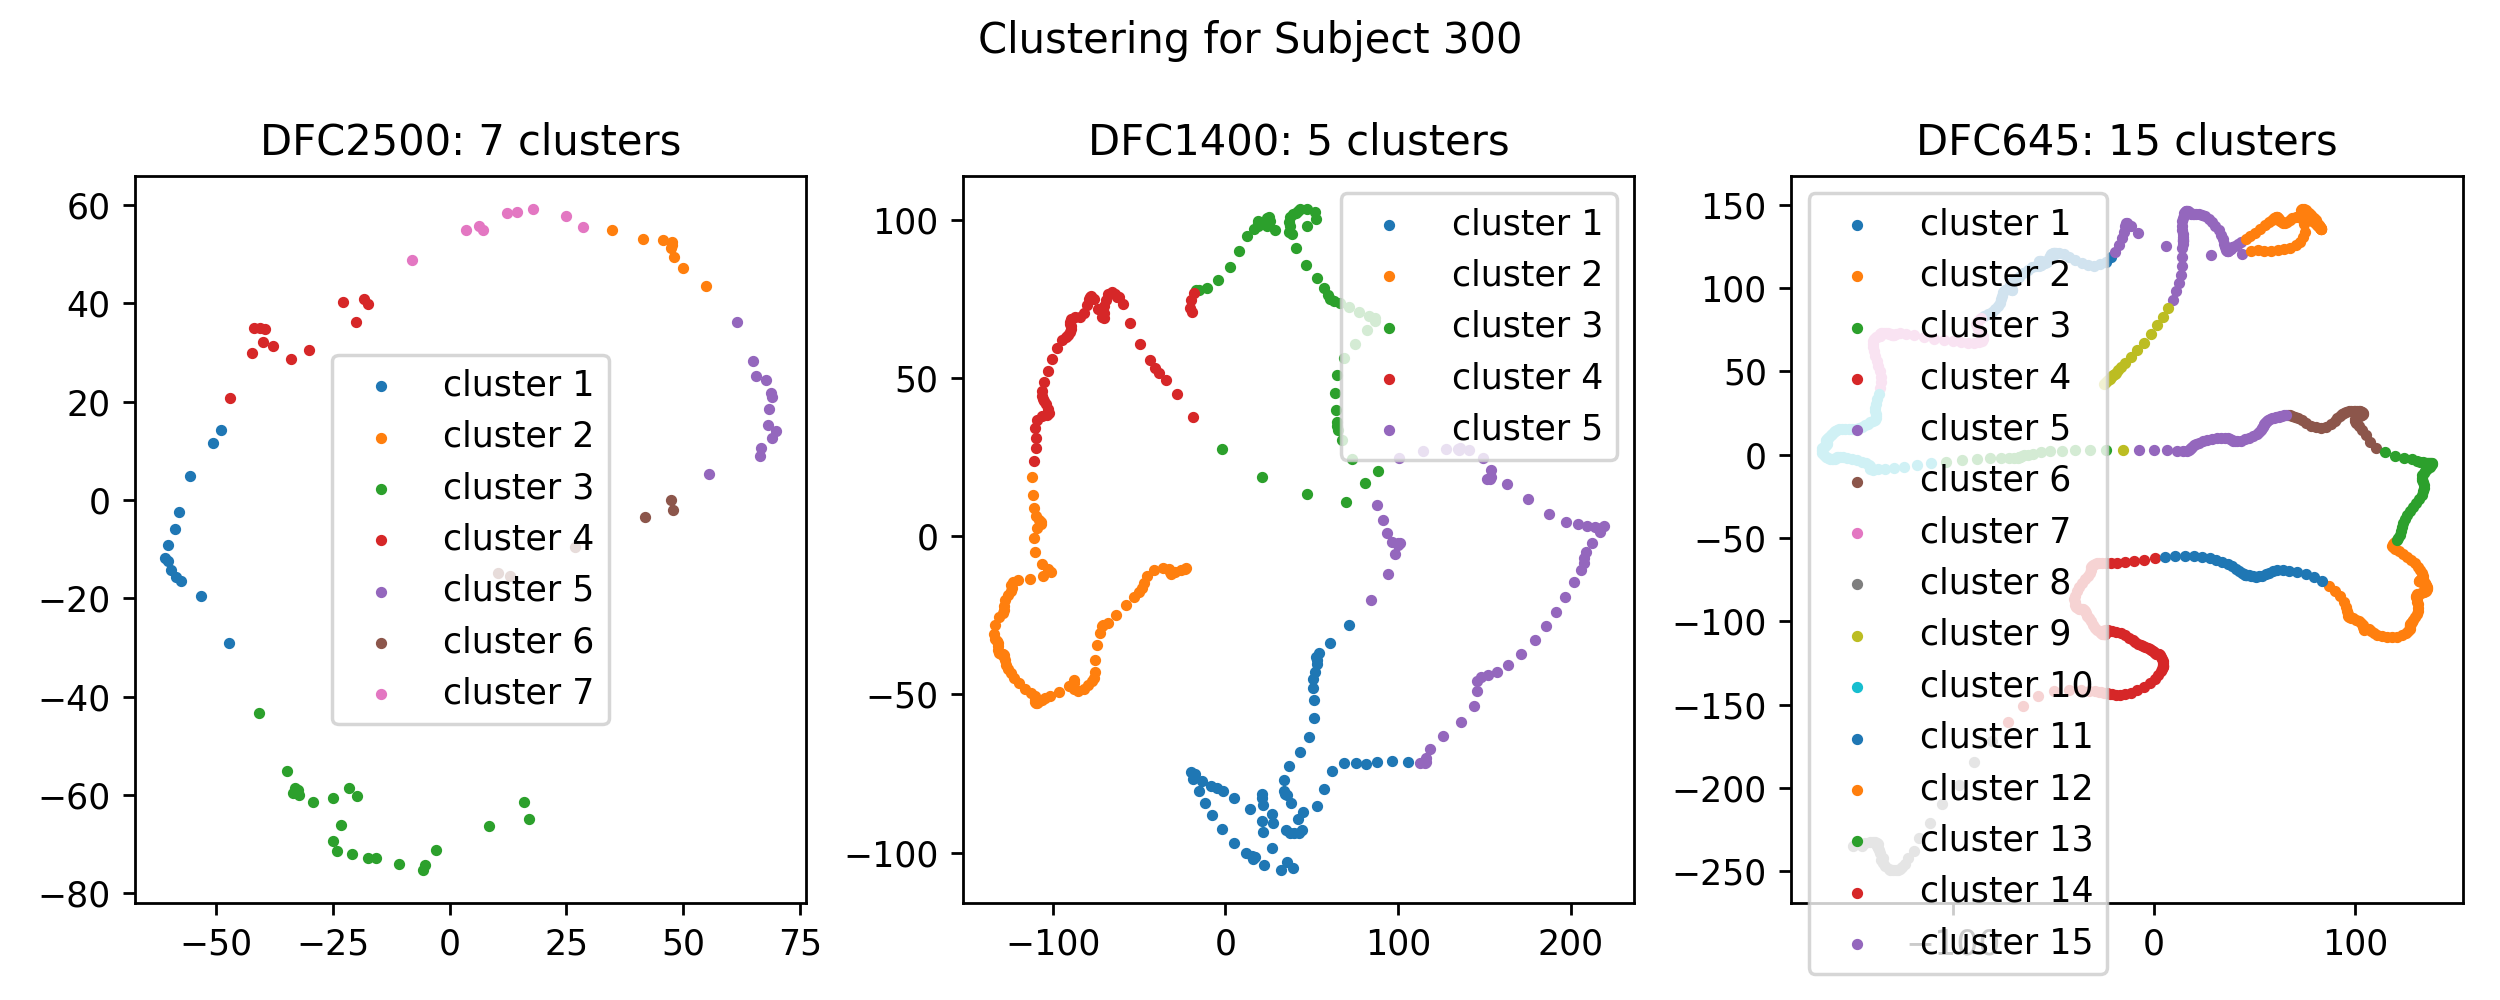 Clustering for Subject 300
DFC2500: 7 clusters
60
40
20
0
−20
−40
−60
−80
−50
−25
0
25
50
75
cluster 1
cluster 2
cluster 3
cluster 4
cluster 5
cluster 6
cluster 7
DFC1400: 5 clusters
100
50
0
−50
−100
−100
0
100
200
cluster 1
cluster 2
cluster 3
cluster 4
cluster 5
DFC645: 15 clusters
150
100
50
0
−50
−100
−150
−200
−250
−100
0
100
cluster 1
cluster 2
cluster 3
cluster 4
cluster 5
cluster 6
cluster 7
cluster 8
cluster 9
cluster 10
cluster 11
cluster 12
cluster 13
cluster 14
cluster 15